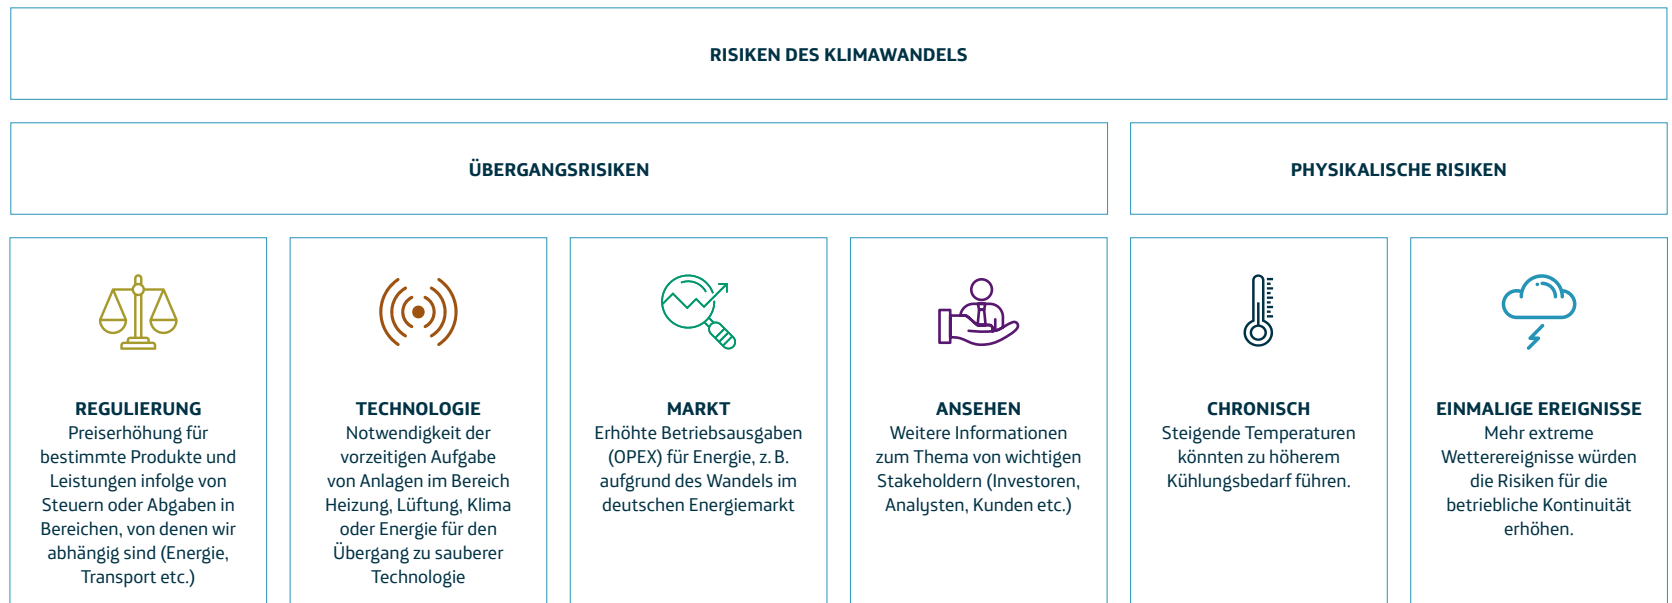 RISIKEN DES KLIMAWANDELS
ÜBERGANGSRISIKEN
PHYSIKALISCHE RISIKEN
REGULIERUNG
Preiserhöhung für
bestimmte Produkte und
Leistungen infolge von
Steuern oder Abgaben in
Bereichen, von denen wir
abhängig sind (Energie,
Transport etc.)
TECHNOLOGIE
Notwendigkeit der
vorzeitigen Aufgabe
von Anlagen im Bereich
Heizung, Lüftung, Klima
oder Energie für den
Übergang zu sauberer
Technologie
MARKT
Erhöhte Betriebsausgaben
(OPEX) für Energie, z. B.
aufgrund des Wandels im
deutschen Energiemarkt
ANSEHEN
Weitere Informationen
zum Thema von wichtigen
Stakeholdern (Investoren,
Analysten, Kunden etc.)
CHRONISCH
Steigende Temperaturen
könnten zu höherem
Kühlungsbedarf führen.
EINMALIGE EREIGNISSE
Mehr extreme
Wetterereignisse würden
die Risiken für die
betriebliche Kontinuität
erhöhen.